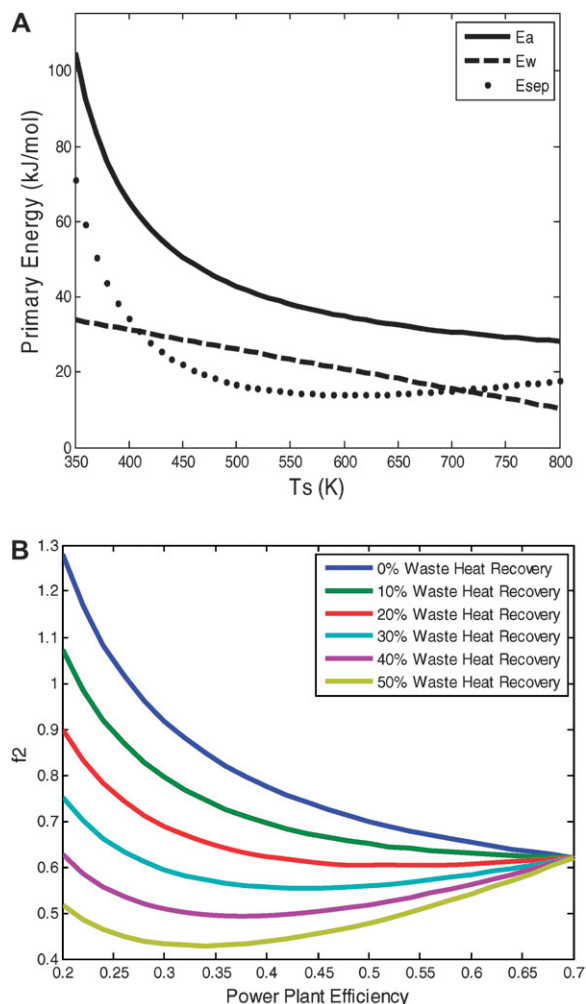 A
Ea
Ew
Esep
Primary Energy (kJ/mol)
100
80
60
40
20
0
350 400 450 500 550 600 650 700 750 800
Ts (K)
B
0% Waste Heat Recovery
10% Waste Heat Recovery
20% Waste Heat Recovery
30% Waste Heat Recovery
40% Waste Heat Recovery
50% Waste Heat Recovery
f2
1.3
1.2
1.1
1
0.9
0.8
0.7
0.6
0.5
0.4
0.2 0.25 0.3 0.35 0.4 0.45 0.5 0.55 0.6 0.65 0.7
Power Plant Efficiency